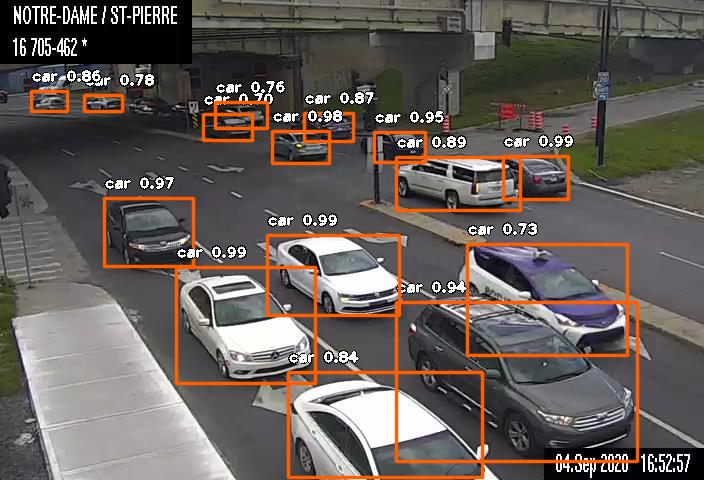 NOTRE-DAME / ST-PIERRE
16 705-462 *
car 0.86
car 0.78
car 0.76
car 0.70
car 0.87
car 0.98
car 0.95
car 0.89
car 0.99
car 0.97
car 0.99
car 0.73
car 0.99
car 0.94
car 0.84
04.Sep 2020 16:52:57